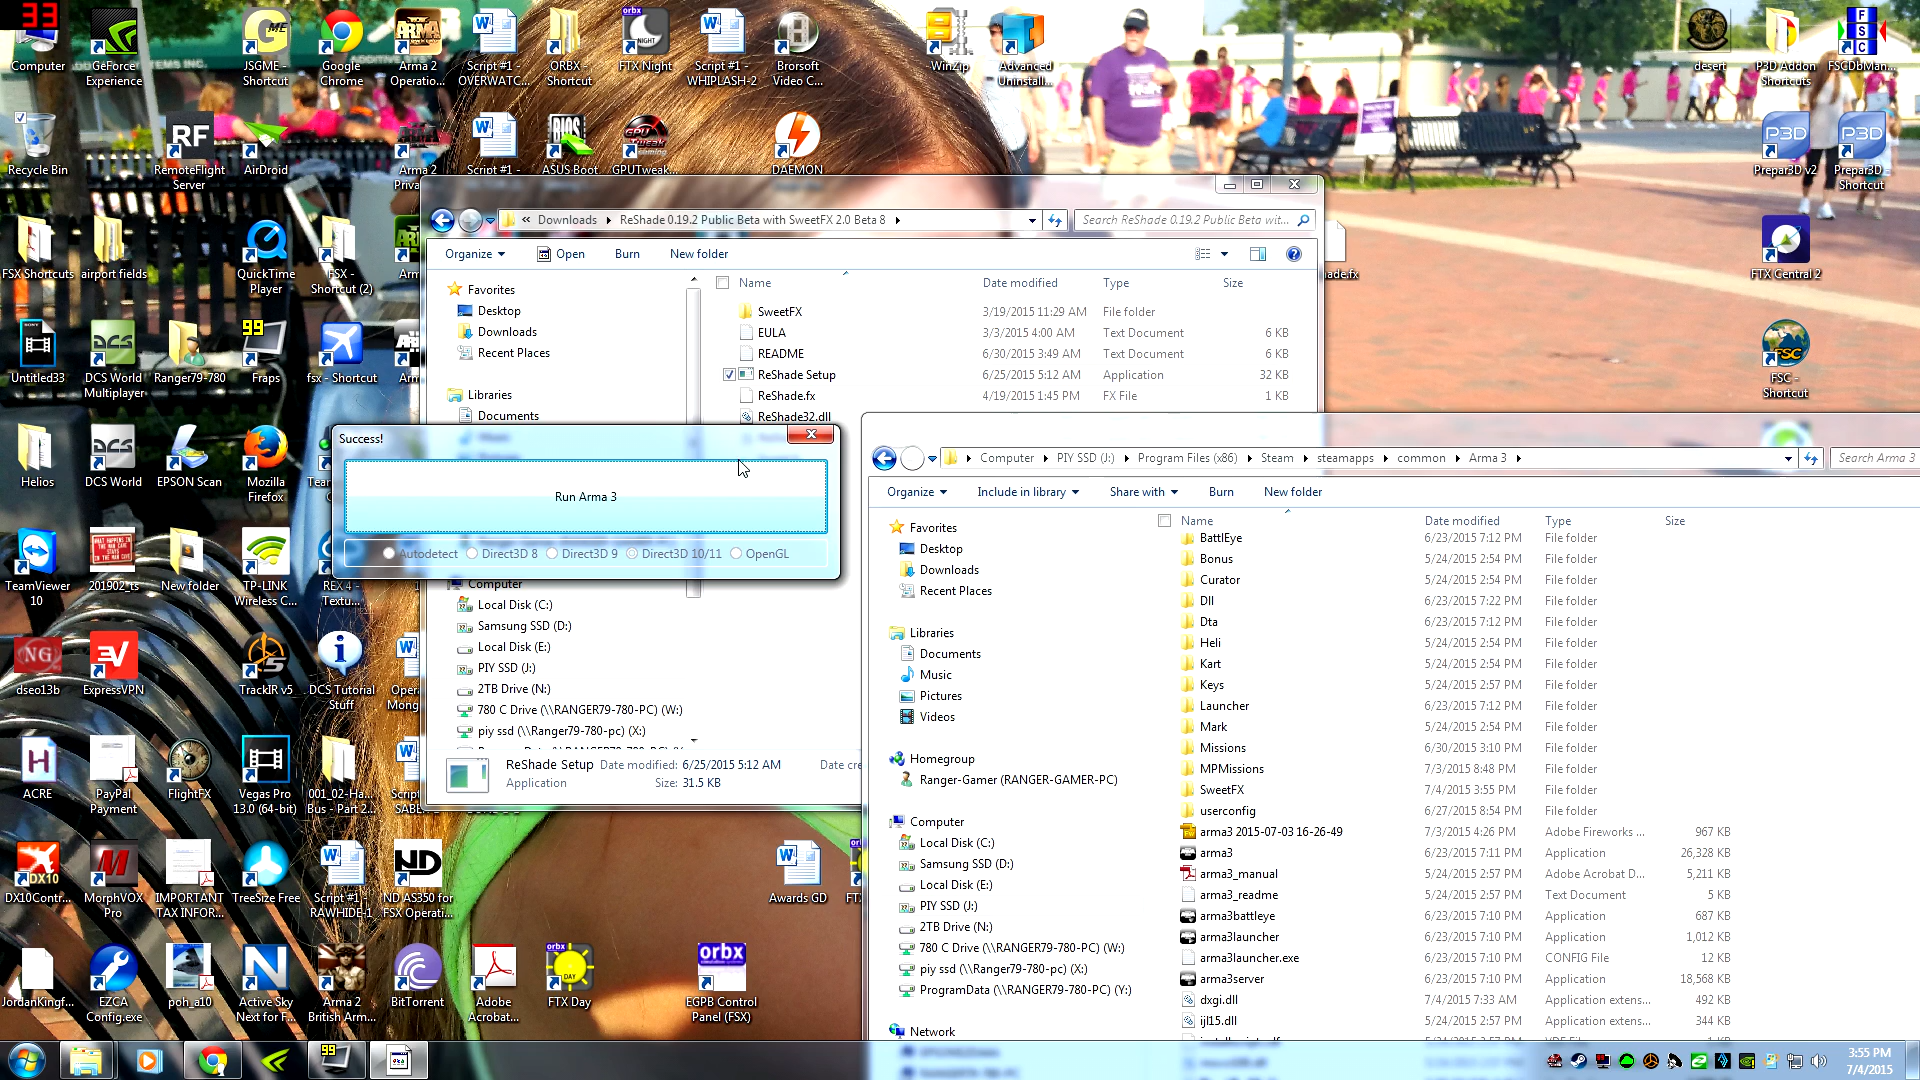 33
Computer
GeForce
Experience
JSGME -
Shortcut
Google
Chrome
Arma 2
Operatio...
Script #1 -
OVERWATC...
ORBX -
Shortcut
FTX Night
Script #1 -
WHIPLASH-2
Brorsoft
Video C...
WinZip
Advanced
Uninstall...
desert
P3D Addon
Shortcuts
FSCDbMan...
Recycle Bin
RemoteFlight
Server
AirDroid
Arma 2
Priva
Script #1 -
ASUS Boot
GPUTweak...
DAEMON
Prepar3D v2
Prepar3D -
Shortcut
FSX Shortcuts
airport fields
QuickTime
Player
FSX -
Shortcut (2)
Arm
ade.fx
FTX Central 2
Untitled33
DCS World
Multiplayer
Ranger79-780
99
Fraps
fsx - Shortcut
Arm
FSC -
Shortcut
Helios
DCS World
EPSON Scan
Mozilla
Firefox
TeamViewer
10
201902_ts
New folder
TP-LINK
Wireless C...
REX 4 -
Textu...
dseo13b
ExpressVPN
TrackIR v5
DCS Tutorial
Stuff
Opera
Mong
ACRE
PayPal
Payment
FlightFX
Vegas Pro
13.0 (64-bit)
001_02-Ha...
Bus - Part 2...
Script
SABE
DX10Contr...
MorphVOX
Pro
IMPORTANT
TAX INFOR...
TreeSize Free
Script #1 -
RAWHIDE-1
ND AS350 for
FSX Operati...
Awards GD
JordanKingf...
EZCA
Config.exe
poh_a10
Active Sky
Next for F...
Arma 2
British Arm...
BitTorrent
Adobe
Acrobat...
FTX Day
EGPB Control
Panel (FSX)
« Downloads ReShade 0.19.2 Public Beta with SweetFX 2.0 Beta 8
Search ReShade 0.19.2 Public Beta wit...
Organize Open Burn New folder
Favorites
Desktop
Downloads
Recent Places
Libraries
Documents
Computer
Local Disk (C:)
Samsung SSD (D:)
Local Disk (E:)
PIY SSD (J:)
2TB Drive (N:)
780 C Drive (\\RANGER79-780-PC) (W:)
piy ssd (\\Ranger79-780-pc) (X:)
Name Date modified Type Size
SweetFX 3/19/2015 11:29 AM File folder
EULA 3/3/2015 4:00 AM Text Document 6 KB
README 6/30/2015 3:49 AM Text Document 6 KB
ReShade Setup 6/25/2015 5:12 AM Application 32 KB
ReShade.fx 4/19/2015 1:45 PM FX File 1 KB
ReShade32.dll
ReShade Setup Date modified: 6/25/2015 5:12 AM Date cre
Application Size: 31.5 KB
Success!
Run Arma 3
Autodetect Direct3D 8 Direct3D 9 Direct3D 10/11 OpenGL
Computer PIY SSD (J:) Program Files (x86) Steam steamapps common Arma 3
Search Arma 3
Organize Include in library Share with Burn New folder
Favorites
Desktop
Downloads
Recent Places
Libraries
Documents
Music
Pictures
Videos
Homegroup
Ranger-Gamer (RANGER-GAMER-PC)
Computer
Local Disk (C:)
Samsung SSD (D:)
Local Disk (E:)
PIY SSD (J:)
2TB Drive (N:)
780 C Drive (\\RANGER79-780-PC) (W:)
piy ssd (\\Ranger79-780-pc) (X:)
ProgramData (\\RANGER79-780-PC) (Y:)
Network
Name Date modified Type Size
BattlEye 6/23/2015 7:12 PM File folder
Bonus 5/24/2015 2:54 PM File folder
Curator 5/24/2015 2:54 PM File folder
Dll 6/23/2015 7:22 PM File folder
Dta 6/23/2015 7:12 PM File folder
Heli 5/24/2015 2:54 PM File folder
Kart 5/24/2015 2:54 PM File folder
Keys 5/24/2015 2:57 PM File folder
Launcher 6/23/2015 7:12 PM File folder
Mark 5/24/2015 2:54 PM File folder
Missions 6/30/2015 3:10 PM File folder
MPMissions 7/3/2015 8:48 PM File folder
SweetFX 7/4/2015 3:55 PM File folder
userconfig 6/27/2015 8:54 PM File folder
arma3 2015-07-03 16-26-49 7/3/2015 4:26 PM Adobe Fireworks ... 967 KB
arma3 6/23/2015 7:11 PM Application 26,328 KB
arma3_manual 5/24/2015 2:57 PM Adobe Acrobat D... 5,211 KB
arma3_readme 5/24/2015 2:57 PM Text Document 5 KB
arma3battleye 6/23/2015 7:10 PM Application 687 KB
arma3launcher 6/23/2015 7:10 PM Application 1,012 KB
arma3launcher.exe 6/23/2015 7:10 PM CONFIG File 12 KB
arma3server 6/23/2015 7:10 PM Application 18,568 KB
dxgi.dll 7/4/2015 7:33 AM Application extens... 492 KB
ijl15.dll 5/24/2015 2:57 PM Application extens... 344 KB
99
3:55 PM
7/4/2015